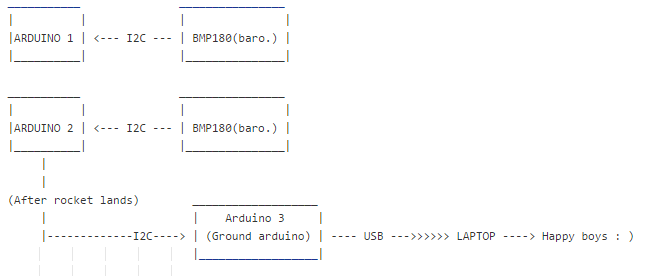 ARDUINO 1 <--- I2C --- BMP180(baro.)
ARDUINO 2 <--- I2C --- BMP180(baro.)
(After rocket lands)
Arduino 3
-------------I2C----> (Ground arduino) ---- USB --->>>>>> LAPTOP ----> Happy boys : )